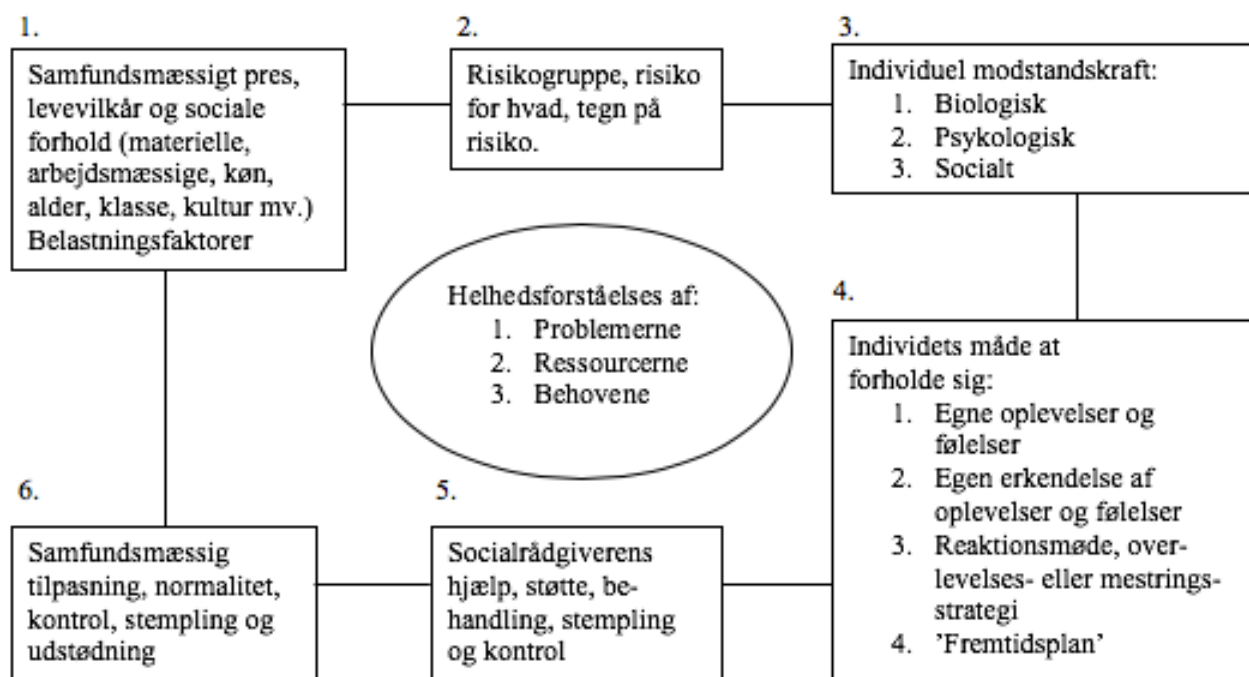 1.
Samfundsmæssigt pres,
levevilkår og sociale
forhold (materielle,
arbejdsmæssige, køn,
alder, klasse, kultur mv.)
Belastningsfaktorer
2.
Risikogruppe, risiko
for hvad, tegn på
risiko.
3.
Individuel modstandskraft:
1. Biologisk
2. Psykologisk
3. Socialt
Helhedsforståelses af:
1. Problemerne
2. Ressourcerne
3. Behovene
4.
Individets måde at
forholde sig:
1. Egne oplevelser og
følelser
2. Egen erkendelse af
oplevelser og følelser
3. Reaktionsmøde, over-
levelses- eller mestrings-
strategi
4. ’Fremtidsplan’
5.
Socialrådgiverens
hjælp, støtte, be-
handling, stempling
og kontrol
6.
Samfundsmæssig
tilpasning, normalitet,
kontrol, stempling og
udstødning